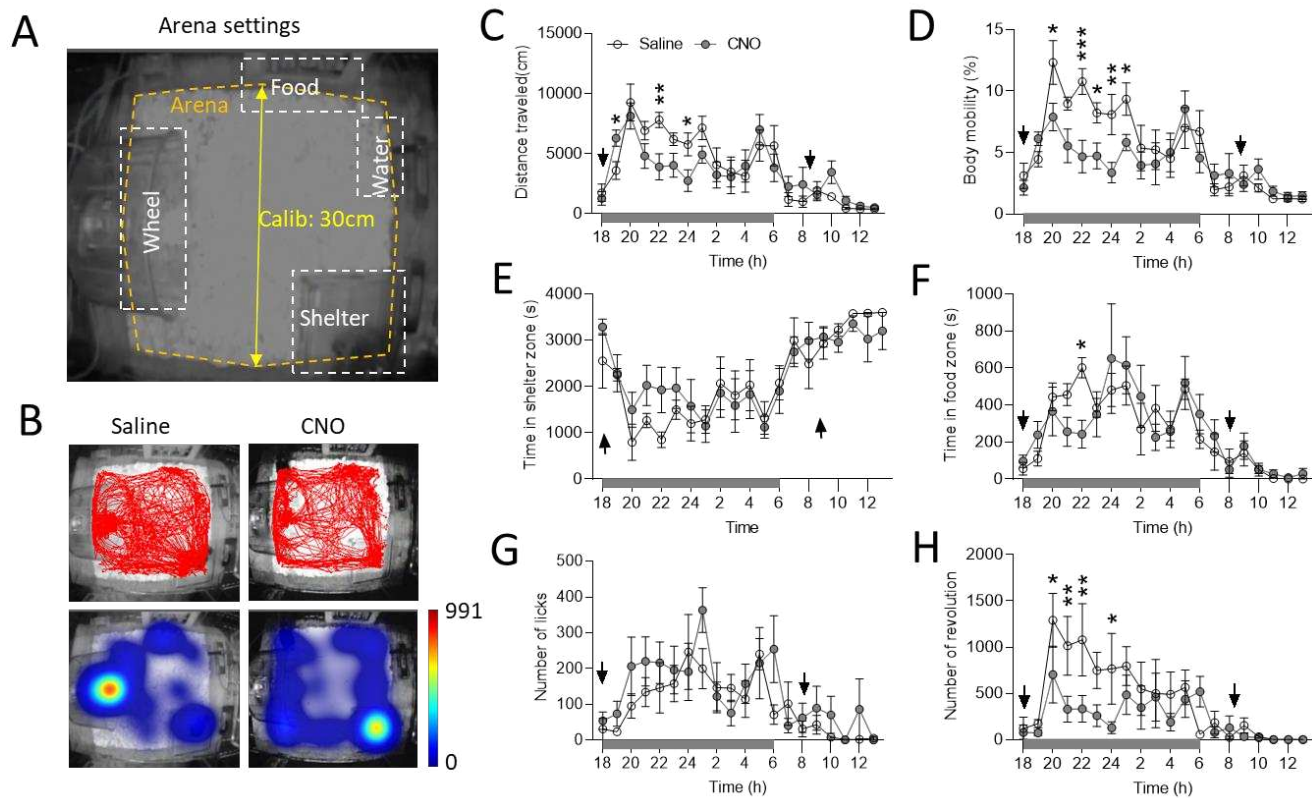 A
Arena settings
Food
Arena
Water
Wheel
Calib: 30cm
Shelter
B
Saline
CNO
991
0
C
Saline
CNO
Distance traveled(cm)
15000
10000
5000
0
*
**
*
18 20 22 24 2 4 6 8 10 12
Time (h)
D
Body mobility (%)
15
10
5
0
*
***
*
**
*
18 20 22 24 2 4 6 8 10 12
Time (h)
E
Time in shelter zone (s)
4000
3000
2000
1000
0
18 20 22 24 2 4 6 8 10 12
Time
F
Time in food zone (s)
1000
800
600
400
200
0
*
18 20 22 24 2 4 6 8 10 12
Time (h)
G
Number of licks
500
400
300
200
100
0
18 20 22 24 2 4 6 8 10 12
Time (h)
H
Number of revolution
2000
1500
1000
500
0
*
**
**
*
18 20 22 24 2 4 6 8 10 12
Time (h)